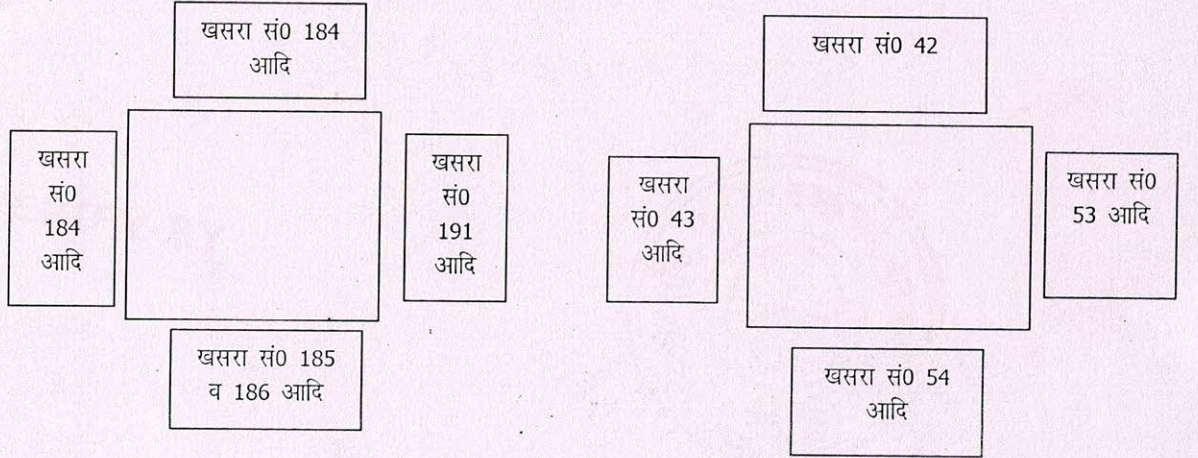 खसरा सं0 184
आदि
खसरा
सं0
184
आदि
खसरा
सं0
191
आदि
खसरा सं0 185
व 186 आदि
खसरा सं0 42
खसरा
सं0 43
आदि
खसरा सं0
53 आदि
खसरा सं0 54
आदि